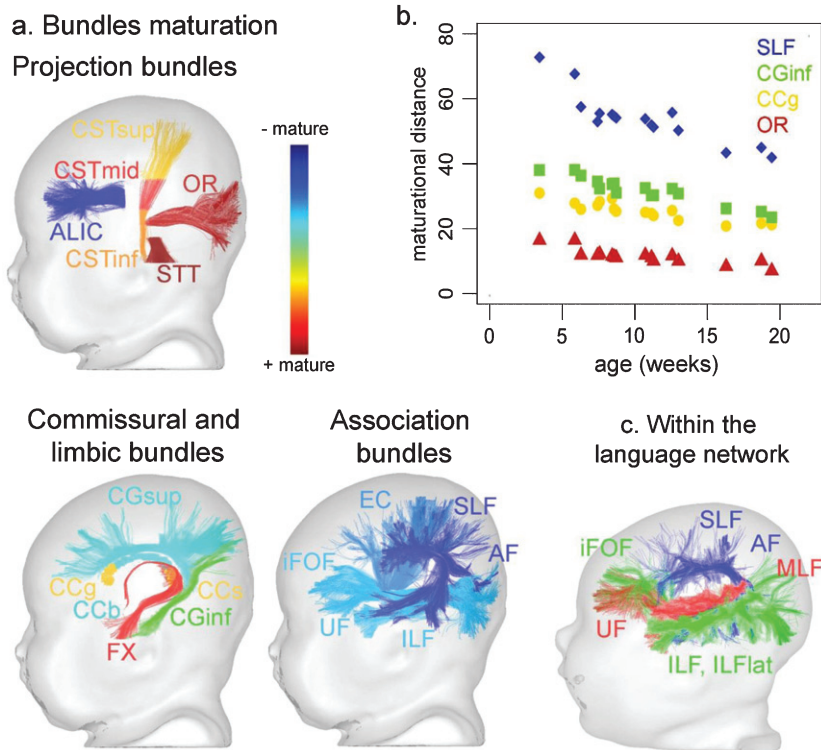 a. Bundles maturation
Projection bundles
CSTsup
CSTmid
OR
ALIC
CSTinf
STT
- mature
+ mature
b.
maturational distance
80
60
40
20
0
SLF
CGinf
CCg
OR
0 5 10 15 20
age (weeks)
Commissural and
limbic bundles
CGsup
CCg
CCs
CCb
CGinf
FX
Association
bundles
EC
SLF
iFOF
AF
UF
ILF
c. Within the
language network
SLF
iFOF
AF
MLF
UF
ILF, ILFlat